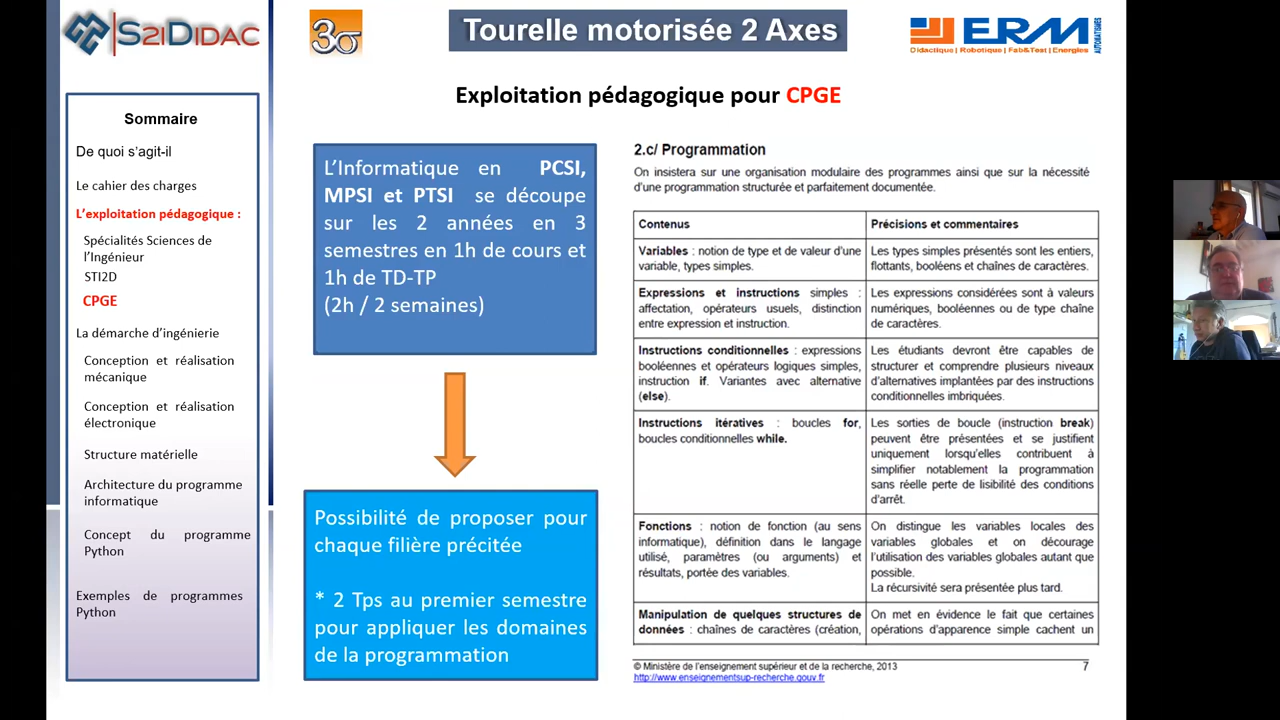 S2iDiDAC
3σ
Tourelle motorisée 2 Axes
ERM
AUTOMATISMES
Didactique | Robotique | Fab&Test | Energies
Exploitation pédagogique pour CPGE
Sommaire
De quoi s'agit-il
Le cahier des charges
L'exploitation pédagogique :
Spécialités Sciences de
l'Ingénieur
STI2D
CPGE
La démarche d'ingénierie
Conception et réalisation
mécanique
Conception et réalisation
électronique
Structure matérielle
Architecture du programme
informatique
Concept du programme
Python
Exemples de programmes
Python
L'Informatique en PCSI,
MPSI et PTSI se découpe
sur les 2 années en 3
semestres en 1h de cours et
1h de TD-TP
(2h / 2 semaines)
Possibilité de proposer pour
chaque filière précitée
* 2 Tps au premier semestre
pour appliquer les domaines
de la programmation
2.c/ Programmation
On insistera sur une organisation modulaire des programmes ainsi que sur la nécessité
d'une programmation structurée et parfaitement documentée.
Contenus
Précisions et commentaires
Variables : notion de type et de valeur d'une
variable, types simples.
Les types simples présentés sont les entiers,
flottants, booléens et chaînes de caractères.
Expressions et instructions simples :
affectation, opérateurs usuels, distinction
entre expression et instruction.
Les expressions considérées sont à valeurs
numériques, booléennes ou de type chaîne
de caractères.
Instructions conditionnelles : expressions
booléennes et opérateurs logiques simples,
instruction if. Variantes avec alternative
(else).
Les étudiants devront être capables de
structurer et comprendre plusieurs niveaux
d'alternatives implantées par des instructions
conditionnelles imbriquées.
Instructions itératives : boucles for,
boucles conditionnelles while.
Les sorties de boucle (instruction break)
peuvent être présentées et se justifient
uniquement lorsqu'elles contribuent à
simplifier notablement la programmation
sans réelle perte de lisibilité des conditions
d'arrêt.
Fonctions : notion de fonction (au sens
informatique), définition dans le langage
utilisé, paramètres (ou arguments) et
résultats, portée des variables.
On distingue les variables locales des
variables globales et on décourage
l'utilisation des variables globales autant que
possible.
La récursivité sera présentée plus tard.
Manipulation de quelques structures de
données : chaînes de caractères (création,
On met en évidence le fait que certaines
opérations d'apparence simple cachent un
© Ministère de l'enseignement supérieur et de la recherche, 2013
7
http://www.enseignementsup-recherche.gouv.fr